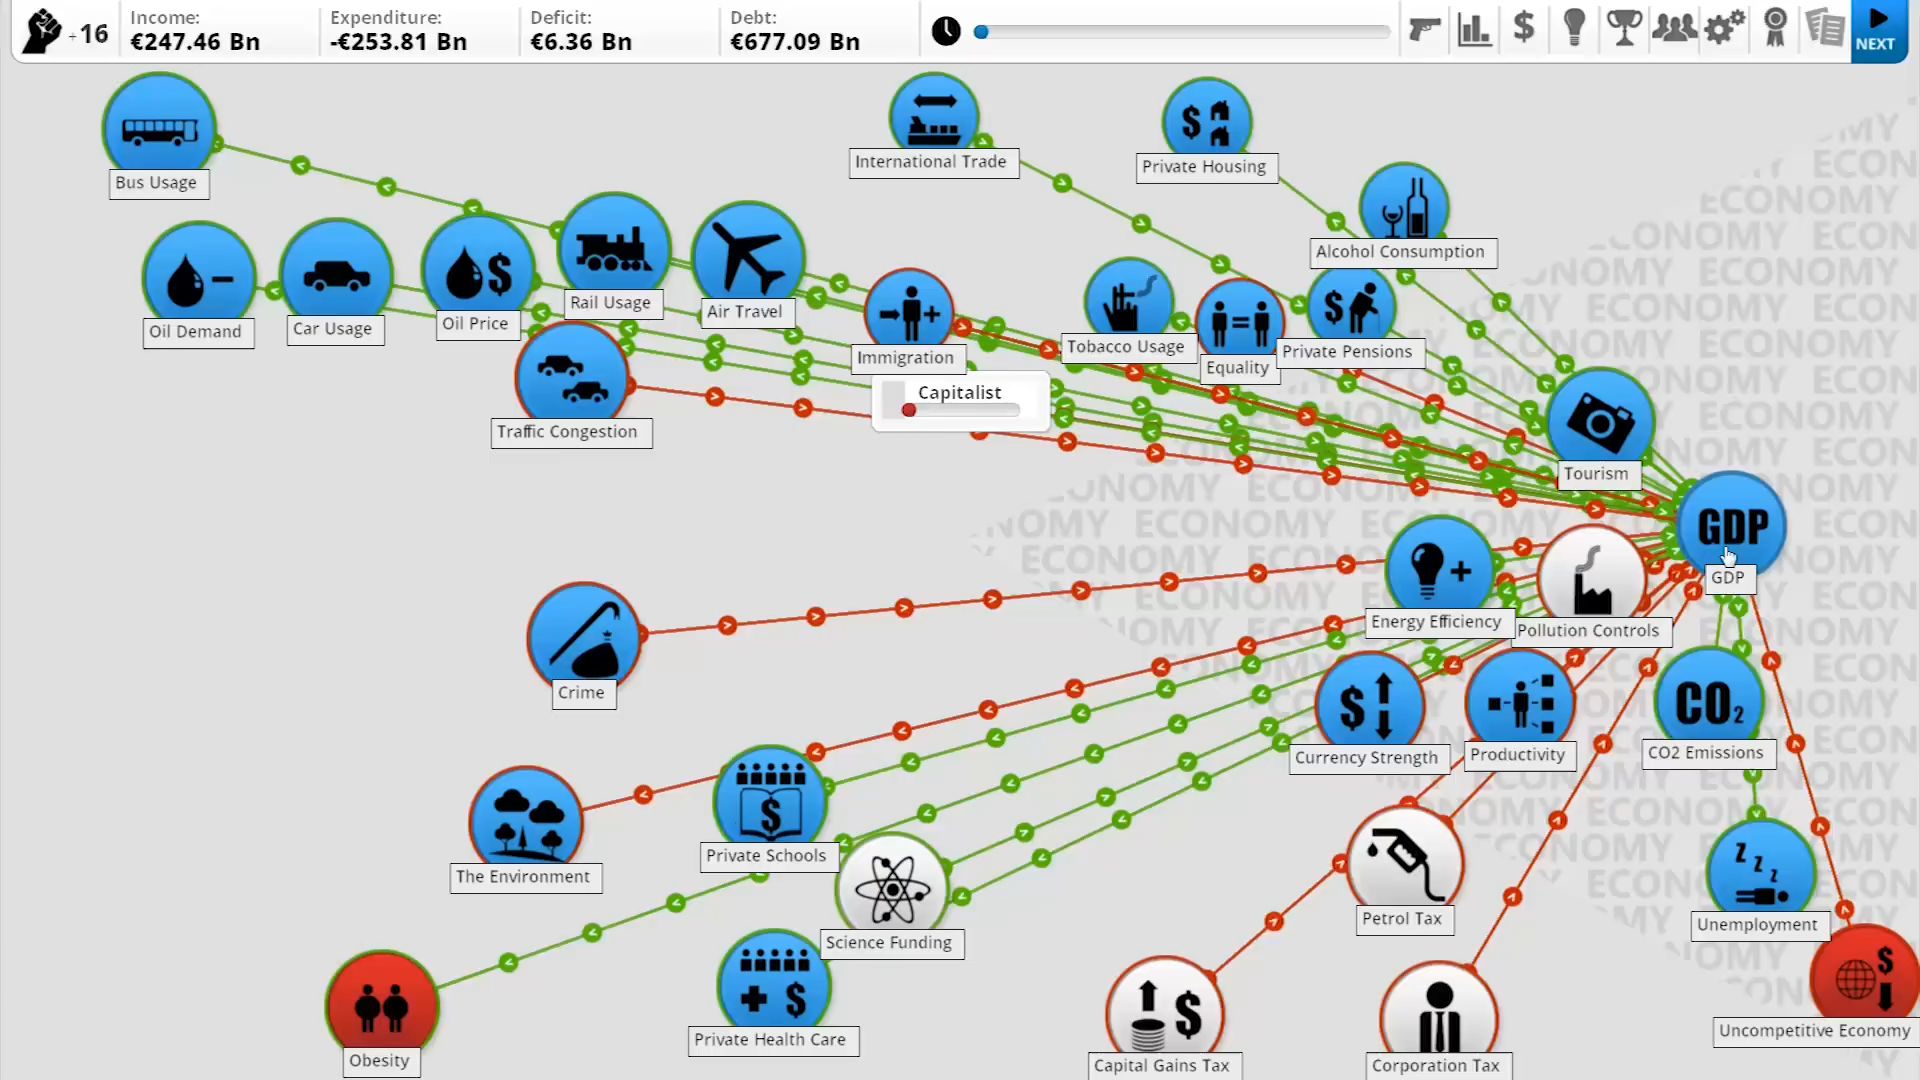 +16
Income:
€247.46 Bn
Expenditure:
-€253.81 Bn
Deficit:
€6.36 Bn
Debt:
€677.09 Bn
NEXT
Bus Usage
International Trade
Private Housing
Alcohol Consumption
Oil Demand
Car Usage
Oil Price
Rail Usage
Air Travel
Immigration
Tobacco Usage
Equality
Private Pensions
Capitalist
Traffic Congestion
Tourism
GDP
GDP
Energy Efficiency
Pollution Controls
Crime
Currency Strength
Productivity
CO2
CO2 Emissions
The Environment
Private Schools
Science Funding
Petrol Tax
Z Z Z
Unemployment
Obesity
Private Health Care
Capital Gains Tax
Corporation Tax
Uncompetitive Economy
ECONOMY ECONOMY ECONOMY